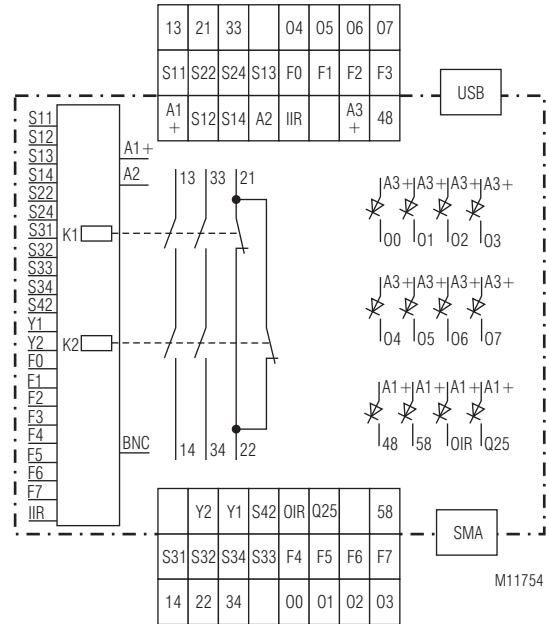 13 21 33 04 05 06 07
S11 S22 S24 S13 F0 F1 F2 F3
A1+ S12 S14 A2 IIR A3+ 48
USB
S11
S12
S13
S14
S22
S24
S31
S32
S33
S34
S42
Y1
Y2
F0
F1
F2
F3
F4
F5
F6
F7
IIR
A1+
A2
K1
K2
BNC
13 33 21
14 34 22
A3+ A3+ A3+ A3+
00 01 02 03
A3+ A3+ A3+ A3+
04 05 06 07
A1+ A1+ A1+ A1+
48 58 0IR Q25
Y2 Y1 S42 0IR Q25 58
S31 S32 S34 S33 F4 F5 F6 F7
14 22 34 00 01 02 03
SMA
M11754